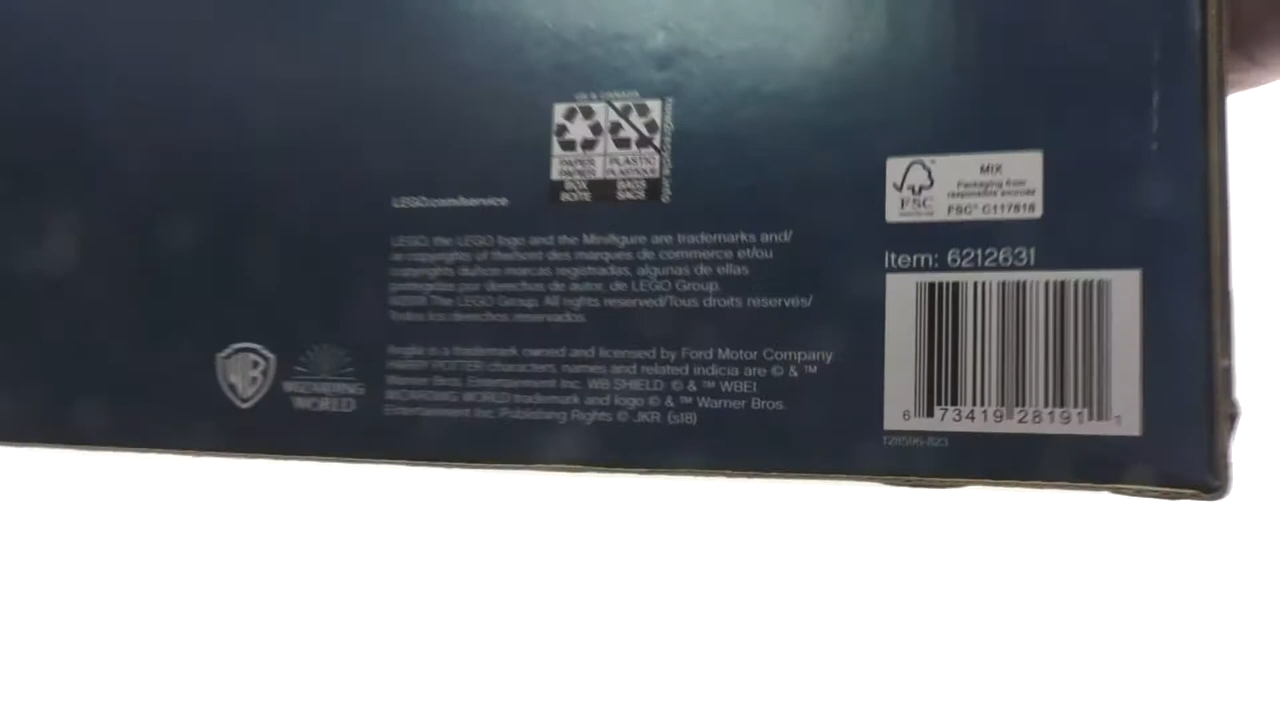 US & CANADA
PAPER PLASTIC
PAPIER PLASTIQUE
BOX BAGS
BOÎTE SACS
how2recycle.info
LEGO.com/service
MIX
Packaging from
responsible sources
FSC
FSC® C117818
LEGO, the LEGO logo and the Minifigure are trademarks and/
or copyrights of the/sont des marques de commerce et/ou
copyrights du/son marcas registradas, algunas de ellas
protegidas por derechos de autor, de LEGO Group.
The LEGO Group. All rights reserved/Tous droits réservés/
Todos los derechos reservados.
Item: 6212631
WB
WIZARDING
WORLD
Anglia is a trademark owned and licensed by Ford Motor Company
HARRY POTTER characters, names and related indicia are © & ™
Warner Bros. Entertainment Inc. WB SHIELD: © & ™ WBEI.
WIZARDING WORLD trademark and logo © & ™ Warner Bros.
Entertainment Inc. Publishing Rights © JKR. (s18)
6 73419 28191 1